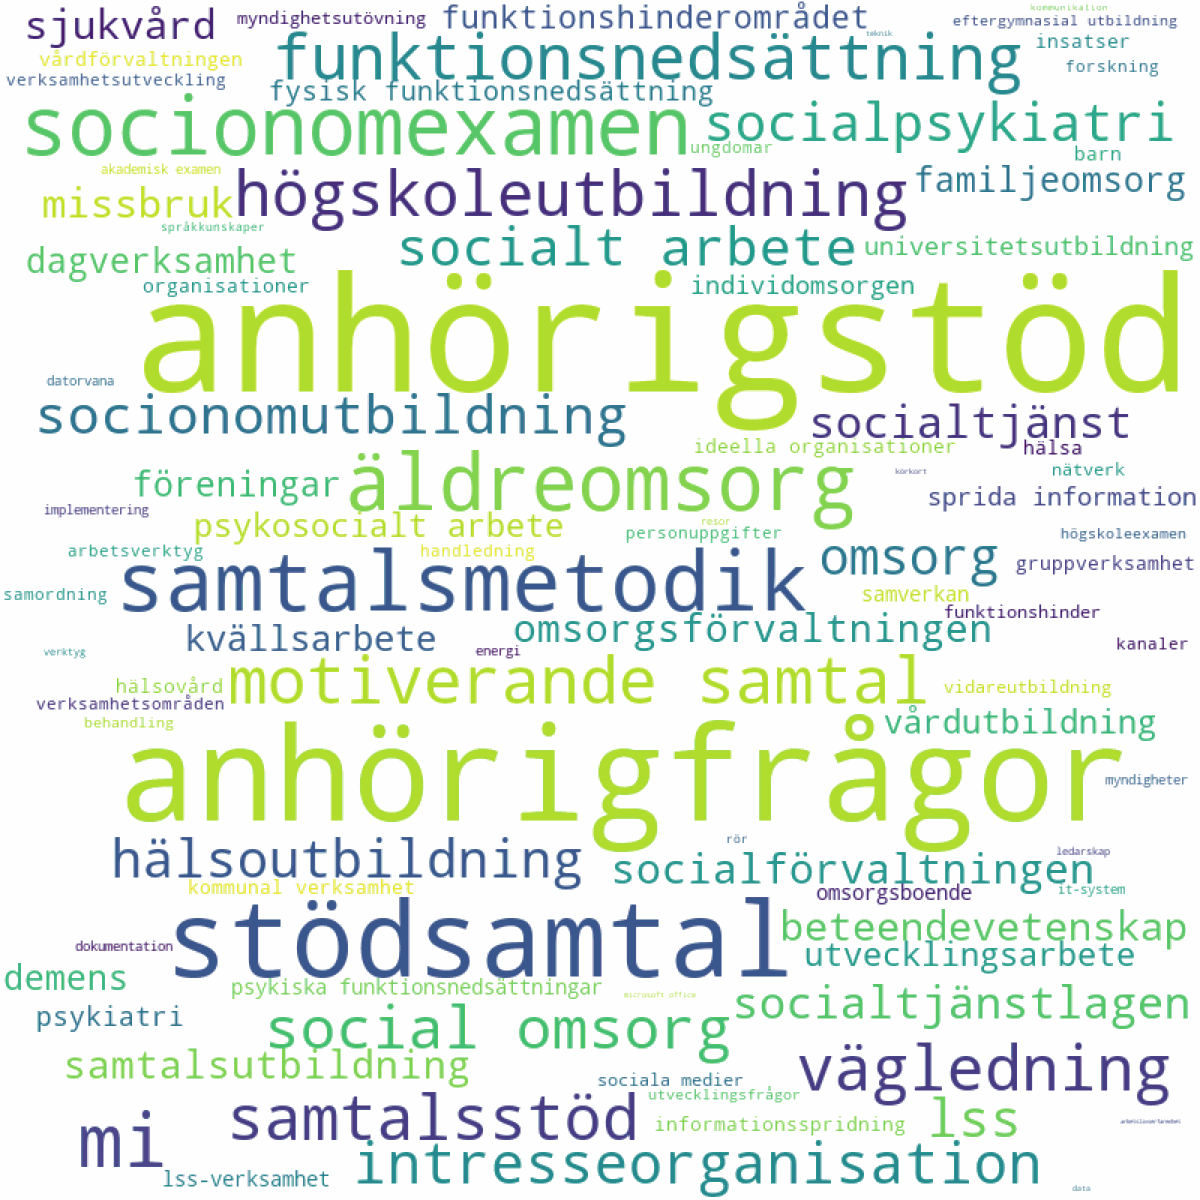 sjukvård
myndighetsutövning
funktionshinderområdet
kommunikation
eftergymnasial utbildning
vårdförvaltningen
funktionsnedsättning
teknik
insatser
verksamhetsutveckling
fysisk funktionsnedsättning
forskning
socionomexamen
socialpsykiatri
ungdomar
barn
akademisk examen
missbruk
högskoleutbildning
familjeomsorg
språkkunskaper
dagverksamhet
socialt arbete
universitetsutbildning
organisationer
individomsorgen
anhörigstöd
datorvana
socionomutbildning
socialtjänst
ideella organisationer
hälsa
föreningar
äldreomsorg
körkort
nätverk
sprida information
implementering
psykosocialt arbete
resor
personuppgifter
högskoleexamen
arbetsverktyg
handledning
samtalsmetodik
omsorg
gruppverksamhet
samordning
samverkan
funktionshinder
kvällsarbete
omsorgsförvaltningen
kanaler
verktyg
energi
hälsovård
motiverande samtal
vidareutbildning
verksamhetsområden
behandling
vårdutbildning
anhörigfrågor
myndigheter
hälsoutbildning
rör
ledarskap
socialförvaltningen
kommunal verksamhet
omsorgsboende
it-system
stödsamtal
beteendevetenskap
dokumentation
utvecklingsarbete
demens
psykiska funktionsnedsättningar
microsoft office
socialtjänstlagen
psykiatri
social omsorg
samtalsutbildning
sociala medier
vägledning
utvecklingsfrågor
mi
samtalsstöd
informationsspridning
lss
lss-verksamhet
intresseorganisation
data